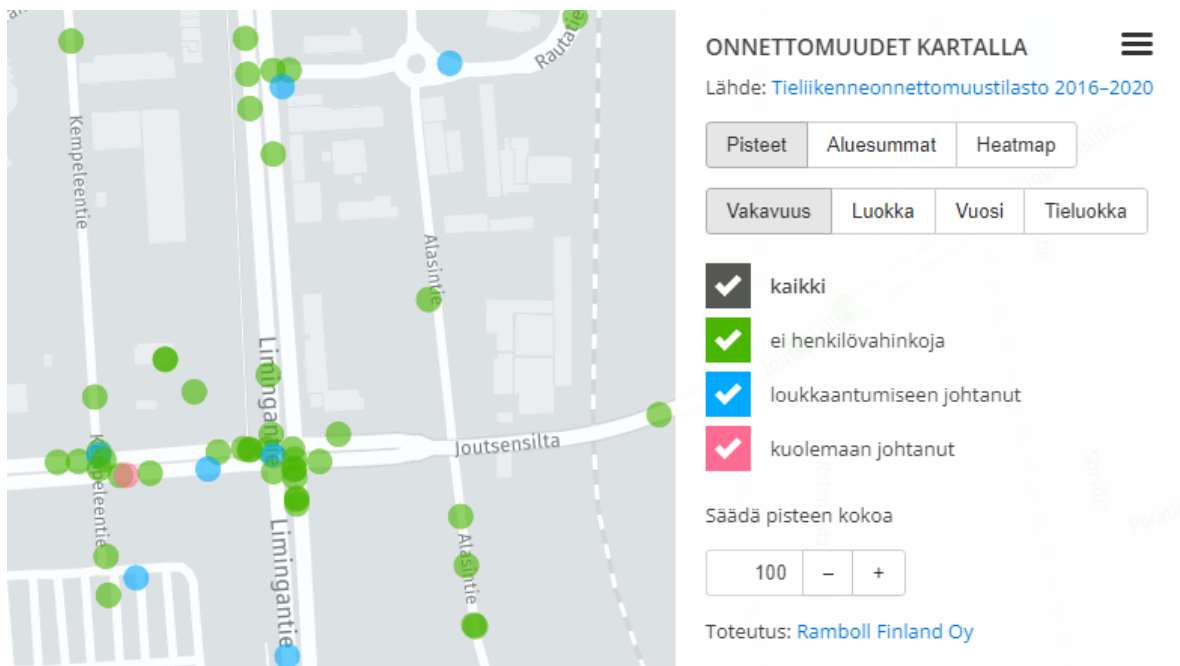 ONNETTOMUUDET KARTALLA
Lähde: Tieliikenneonnettomuustilasto 2016–2020
Pisteet Aluesummat Heatmap
Vakavuus Luokka Vuosi Tieluokka
kaikki
ei henkilövahinkoja
loukkaantumiseen johtanut
kuolemaan johtanut
Säädä pisteen kokoa
100 – +
Toteutus: Ramboll Finland Oy
Rautatie
Kempeleentie
Alasintie
Limingantie
Joutsensilta
Kempeleentie
Limingantie
Alasintie